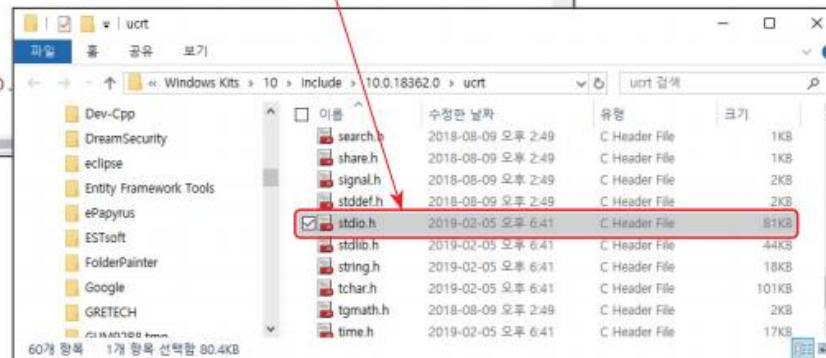 ucrt
파일 홈 공유 보기
« Windows Kits > 10 > Include > 10.0.18362.0 > ucrt
ucrt 검색
이름 수정한 날짜 유형 크기
Dev-Cpp
DreamSecurity
eclipse
Entity Framework Tools
ePapyrus
ESTsoft
FolderPainter
Google
GRETECH
search.h 2018-08-09 오후 2:49 C Header File 1KB
share.h 2018-08-09 오후 2:49 C Header File 1KB
signal.h 2018-08-09 오후 2:49 C Header File 2KB
stddef.h 2018-08-09 오후 2:49 C Header File 2KB
stdio.h 2019-02-05 오후 6:41 C Header File 81KB
stdlib.h 2019-02-05 오후 6:41 C Header File 44KB
string.h 2019-02-05 오후 6:41 C Header File 18KB
tchar.h 2019-02-05 오후 6:41 C Header File 101KB
tgmath.h 2018-08-09 오후 2:49 C Header File 2KB
time.h 2019-02-05 오후 6:41 C Header File 17KB
60개 항목 1개 항목 선택함 80.4KB